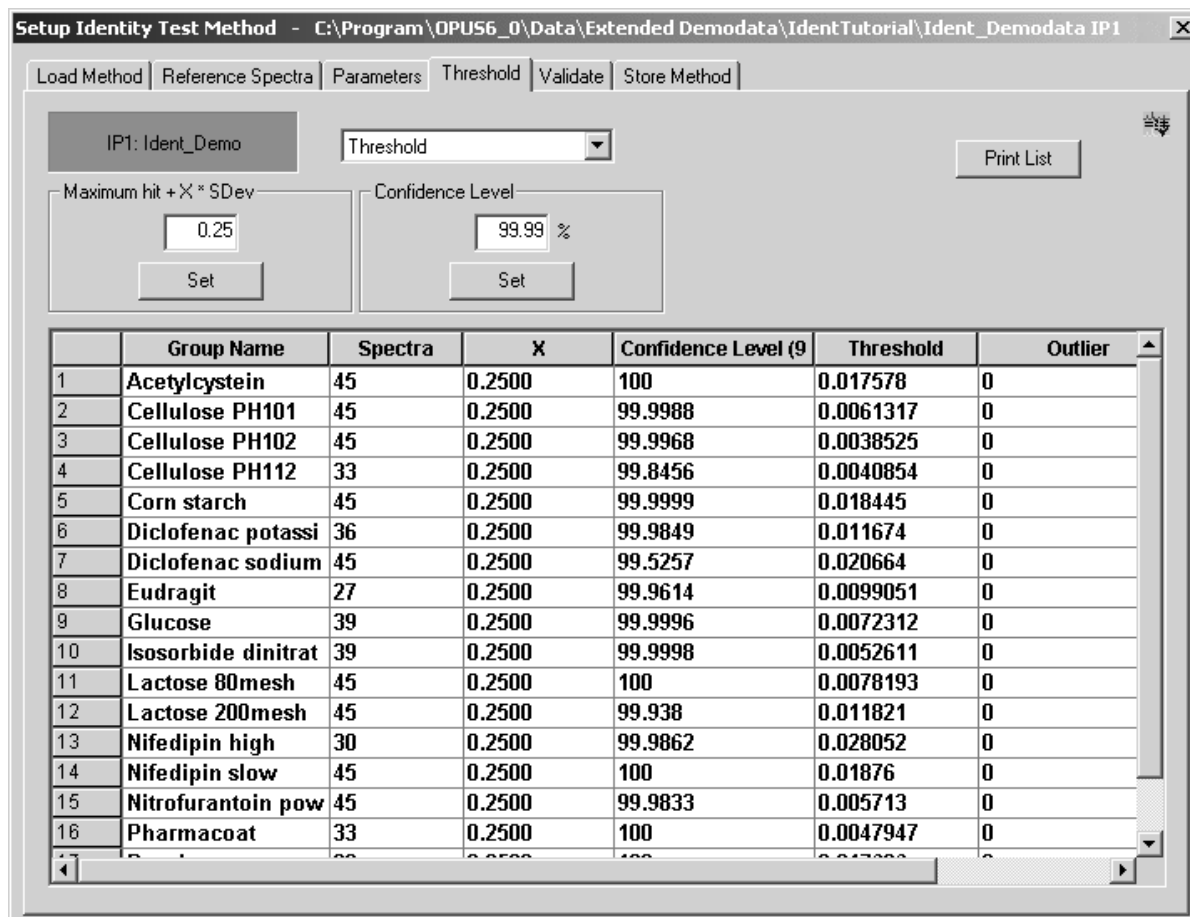 Setup Identity Test Method - C:\Program\OPUS6_0\Data\Extended Demodata\IdentTutorial\Ident_Demodata IP1
Load Method Reference Spectra Parameters Threshold Validate Store Method
IP1: Ident_Demo Threshold Print List
Maximum hit + X * SDev Confidence Level
0.25 99.99 %
Set Set
Group Name Spectra X Confidence Level (9 Threshold Outlier
1 Acetylcystein 45 0.2500 100 0.017578 0
2 Cellulose PH101 45 0.2500 99.9988 0.0061317 0
3 Cellulose PH102 45 0.2500 99.9968 0.0038525 0
4 Cellulose PH112 33 0.2500 99.8456 0.0040854 0
5 Corn starch 45 0.2500 99.9999 0.018445 0
6 Diclofenac potassi 36 0.2500 99.9849 0.011674 0
7 Diclofenac sodium 45 0.2500 99.5257 0.020664 0
8 Eudragit 27 0.2500 99.9614 0.0099051 0
9 Glucose 39 0.2500 99.9996 0.0072312 0
10 Isosorbide dinitrat 39 0.2500 99.9998 0.0052611 0
11 Lactose 80mesh 45 0.2500 100 0.0078193 0
12 Lactose 200mesh 45 0.2500 99.938 0.011821 0
13 Nifedipin high 30 0.2500 99.9862 0.028052 0
14 Nifedipin slow 45 0.2500 100 0.01876 0
15 Nitrofurantoin pow 45 0.2500 99.9833 0.005713 0
16 Pharmacoat 33 0.2500 100 0.0047947 0